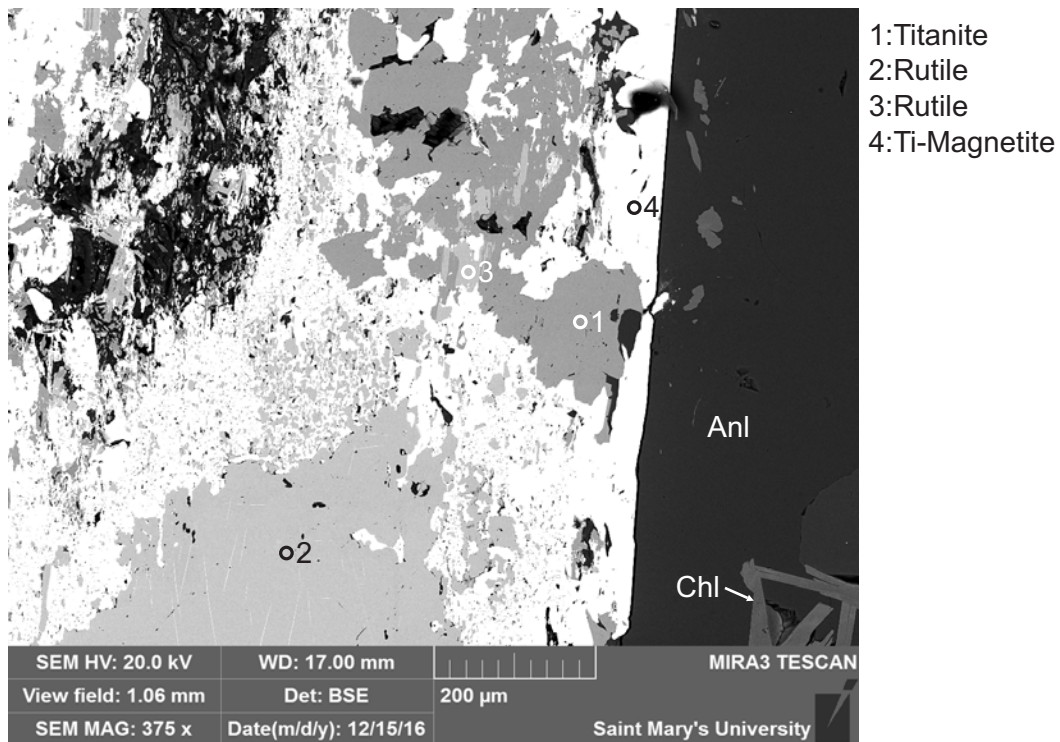 1:Titanite
2:Rutile
3:Rutile
4:Ti-Magnetite
4
3
1
Anl
2
Chl
SEM HV: 20.0 kV WD: 17.00 mm MIRA3 TESCAN
View field: 1.06 mm Det: BSE 200 µm
SEM MAG: 375 x Date(m/d/y): 12/15/16 Saint Mary's University